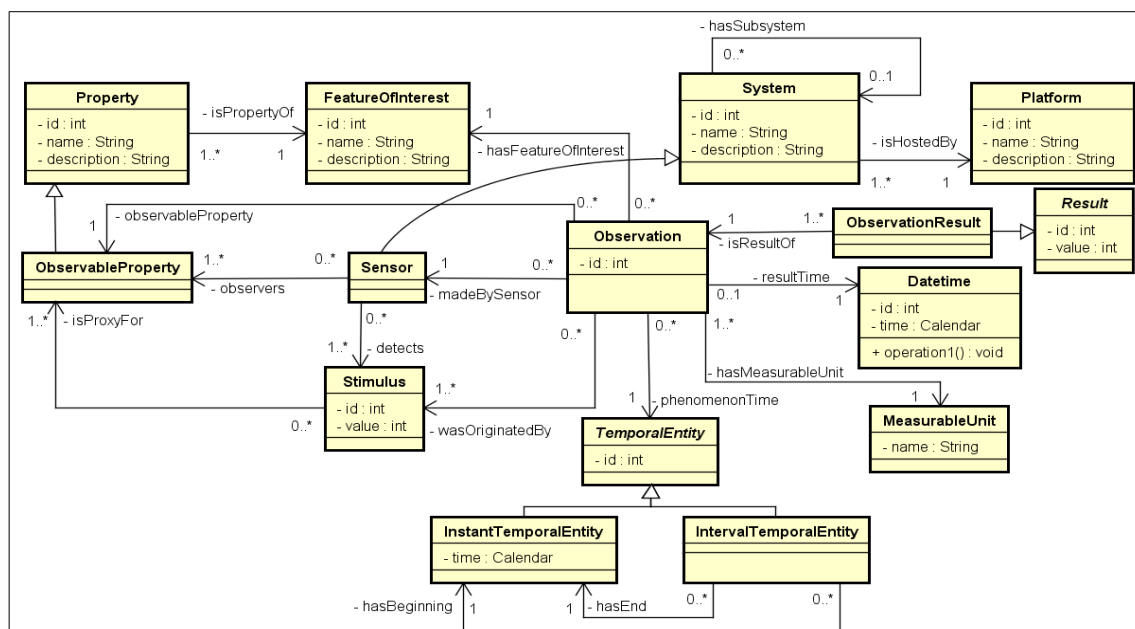 - hasSubsystem
0..*
0..1
Property
- id : int
- name : String
- description : String
- isPropertyOf
1..*
1
FeatureOfInterest
- id : int
- name : String
- description : String
1
- hasFeatureOfInterest
System
- id : int
- name : String
- description : String
- isHostedBy
1..*
1
Platform
- id : int
- name : String
- description : String
- observableProperty
1
0..*
0..*
Observation
- id : int
1
1..*
- isResultOf
ObservationResult
Result
- id : int
- value : int
ObservableProperty
1..*
0..*
- observers
Sensor
1
0..*
- madeBySensor
- resultTime
0..1
1
Datetime
- id : int
- time : Calendar
+ operation1() : void
1..*
- isProxyFor
0..*
1..*
- detects
0..*
0..*
1..*
- hasMeasurableUnit
1
Stimulus
- id : int
- value : int
0..*
1..*
- wasOriginatedBy
1
- phenomenonTime
MeasurableUnit
- name : String
TemporalEntity
- id : int
InstantTemporalEntity
- time : Calendar
IntervalTemporalEntity
- hasBeginning
1
1
- hasEnd
0..*
0..*